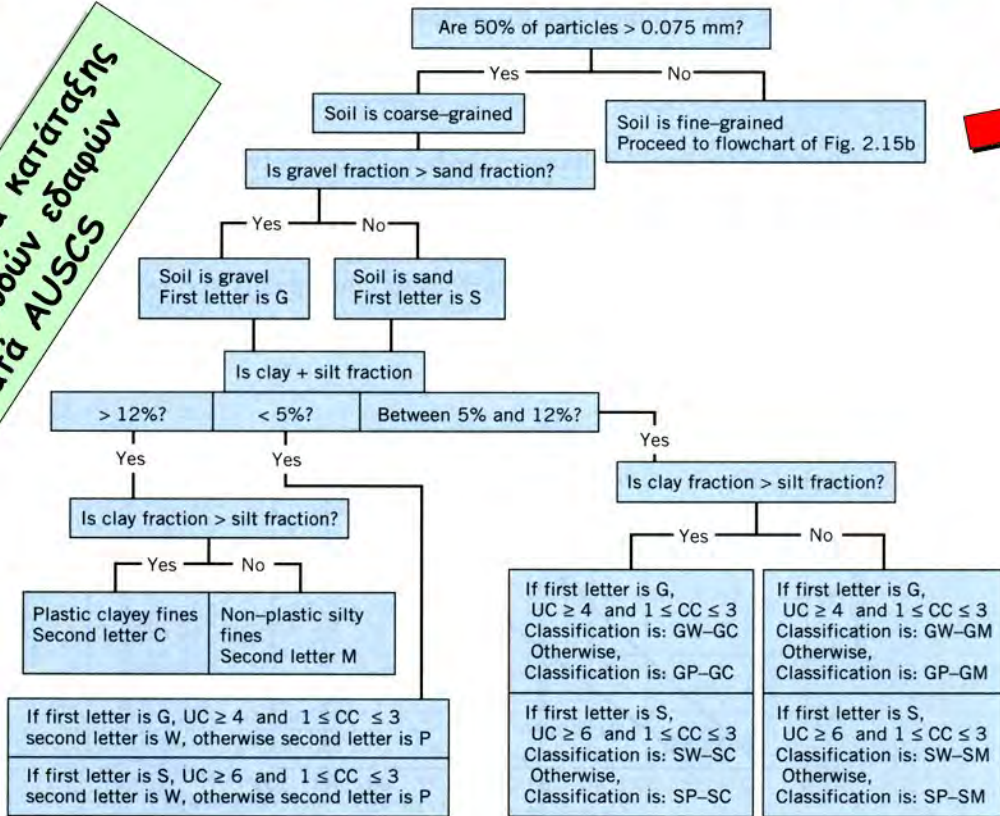 κατάταξης
εδαφών
AUSCS
Are 50% of particles > 0.075 mm?
Yes
No
Soil is coarse–grained
Soil is fine–grained
Proceed to flowchart of Fig. 2.15b
Is gravel fraction > sand fraction?
Yes
No
Soil is gravel
First letter is G
Soil is sand
First letter is S
Is clay + silt fraction
> 12%?
< 5%?
Between 5% and 12%?
Yes
Yes
Yes
Is clay fraction > silt fraction?
Yes
No
Plastic clayey fines
Second letter C
Non–plastic silty
fines
Second letter M
If first letter is G, UC ≥ 4 and 1 ≤ CC ≤ 3
second letter is W, otherwise second letter is P
If first letter is S, UC ≥ 6 and 1 ≤ CC ≤ 3
second letter is W, otherwise second letter is P
Is clay fraction > silt fraction?
Yes
No
If first letter is G,
UC ≥ 4 and 1 ≤ CC ≤ 3
Classification is: GW–GC
Otherwise,
Classification is: GP–GC
If first letter is S,
UC ≥ 6 and 1 ≤ CC ≤ 3
Classification is: SW–SC
Otherwise,
Classification is: SP–SC
If first letter is G,
UC ≥ 4 and 1 ≤ CC ≤ 3
Classification is: GW–GM
Otherwise,
Classification is: GP–GM
If first letter is S,
UC ≥ 6 and 1 ≤ CC ≤ 3
Classification is: SW–SM
Otherwise,
Classification is: SP–SM